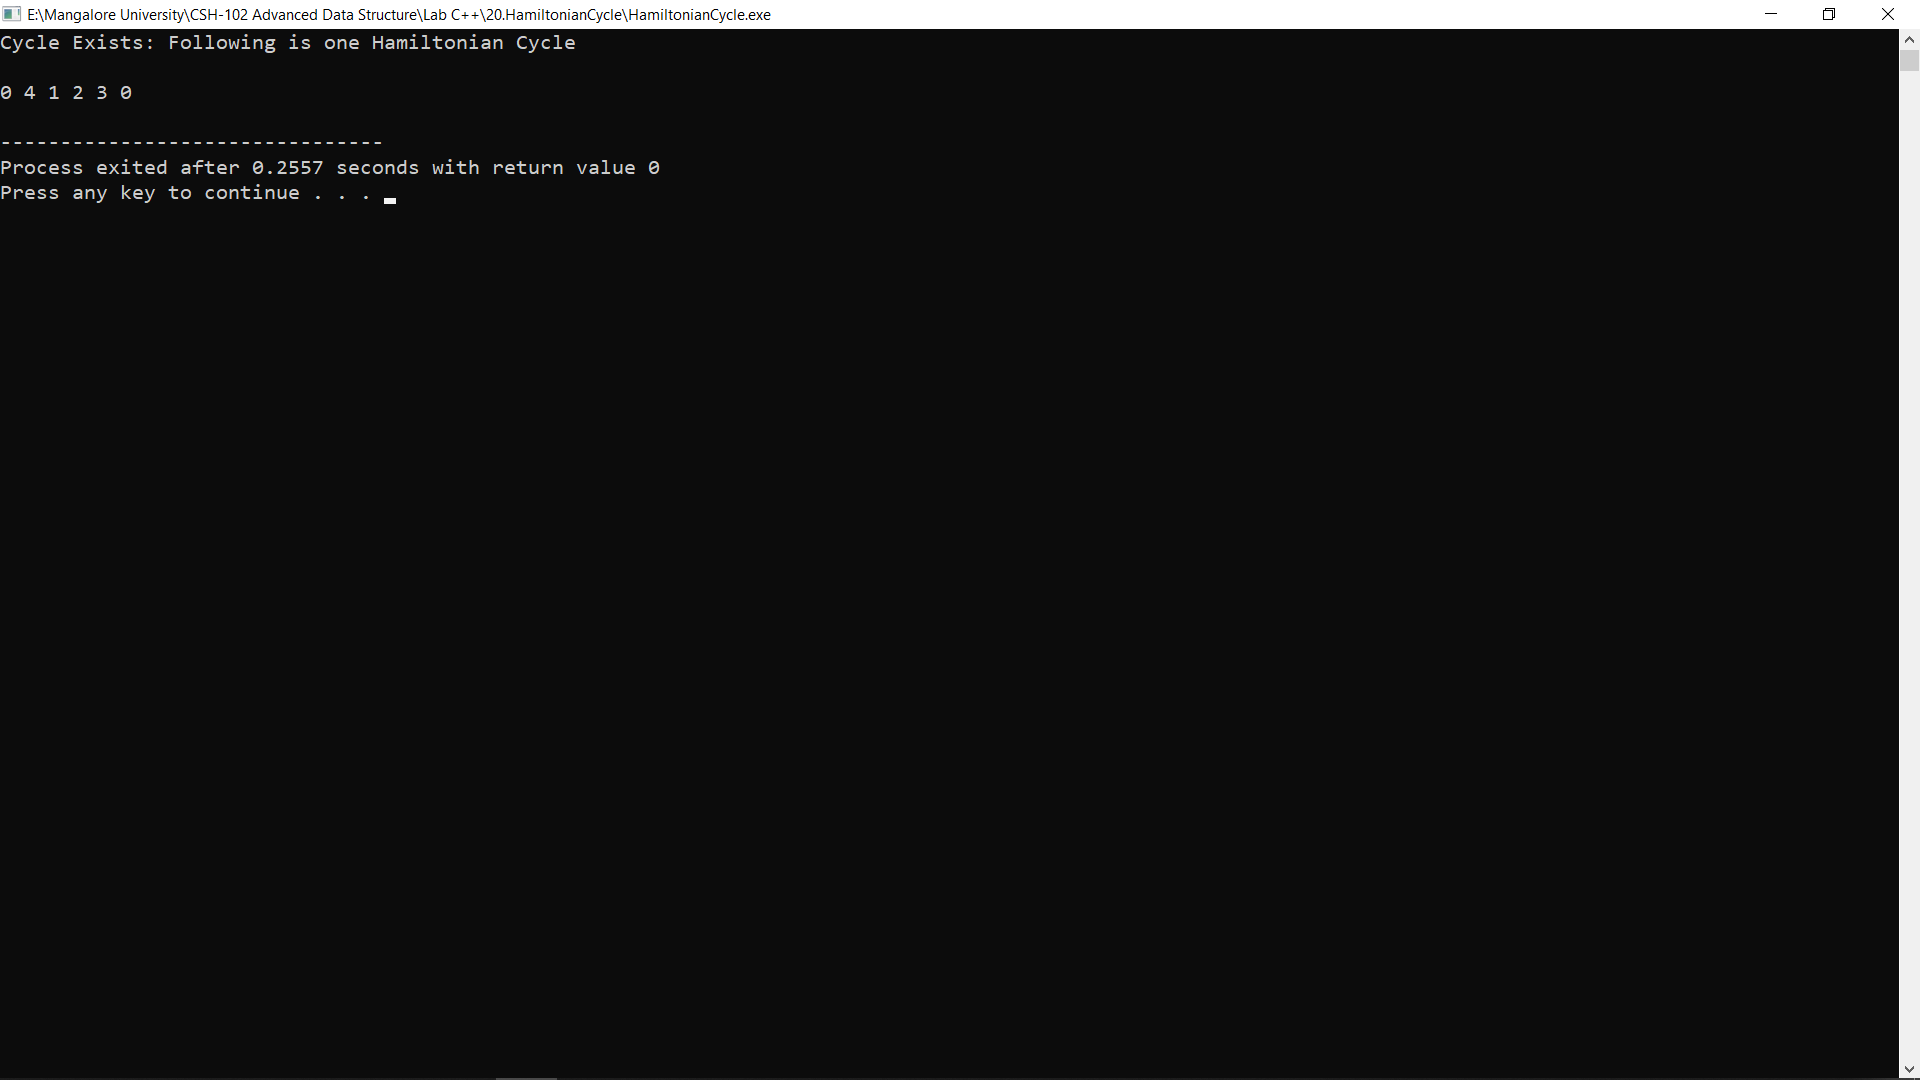 E:\Mangalore University\CSH-102 Advanced Data Structure\Lab C++\20.HamiltonianCycle\HamiltonianCycle.exe
Cycle Exists: Following is one Hamiltonian Cycle
0 4 1 2 3 0
--------------------------------
Process exited after 0.2557 seconds with return value 0
Press any key to continue . . .